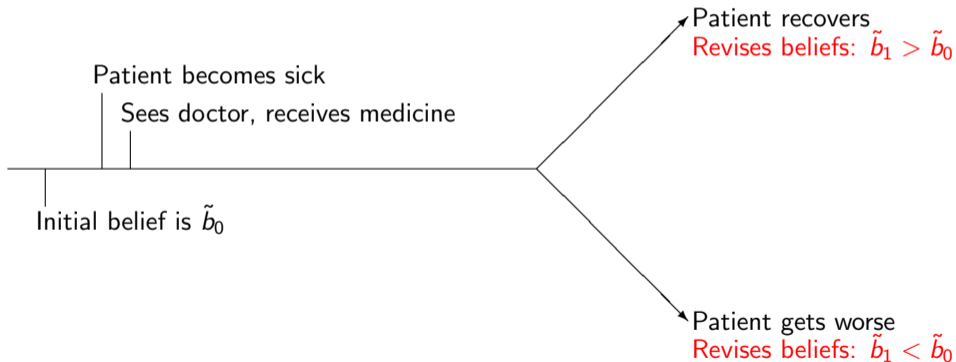 Patient recovers
Revises beliefs: b̃₁ > b̃₀
Patient becomes sick
Sees doctor, receives medicine
Initial belief is b̃₀
Patient gets worse
Revises beliefs: b̃₁ < b̃₀